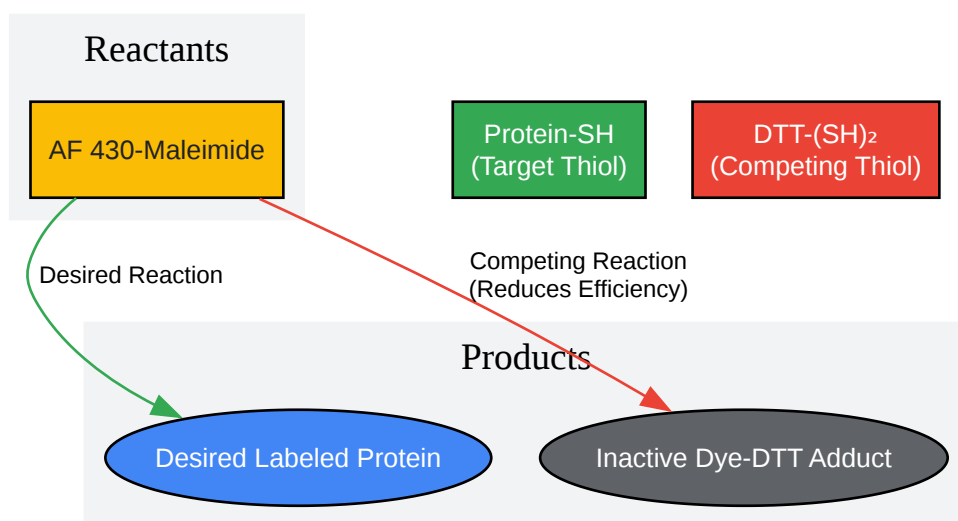 Reactants
AF 430-Maleimide
Protein-SH
(Target Thiol)
DTT-(SH)₂
(Competing Thiol)
Desired Reaction
Competing Reaction
(Reduces Efficiency)
Products
Desired Labeled Protein
Inactive Dye-DTT Adduct